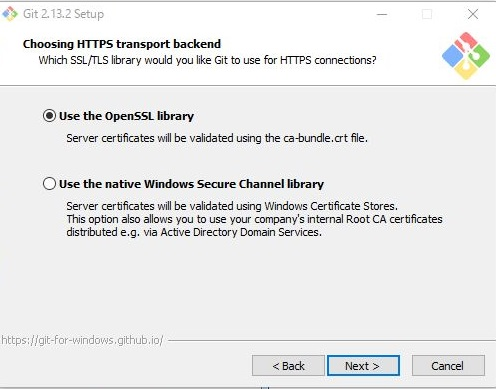 Git 2.13.2 Setup
Choosing HTTPS transport backend
Which SSL/TLS library would you like Git to use for HTTPS connections?
Use the OpenSSL library
Server certificates will be validated using the ca-bundle.crt file.
Use the native Windows Secure Channel library
Server certificates will be validated using Windows Certificate Stores.
This option also allows you to use your company's internal Root CA certificates
distributed e.g. via Active Directory Domain Services.
https://git-for-windows.github.io/
< Back
Next >
Cancel